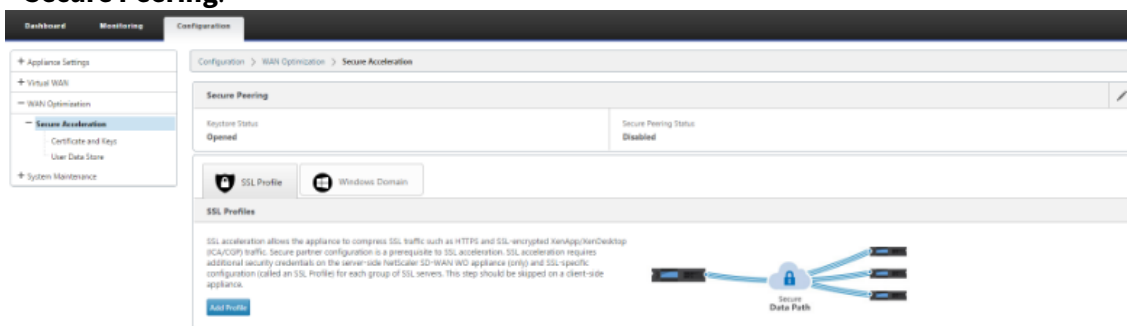 Secure Peering.
Dashboard Monitoring Configuration
+ Appliance Settings
+ Virtual WAN
− WAN Optimization
− Secure Acceleration
Certificate and Keys
User Data Store
+ System Maintenance
Configuration > WAN Optimization > Secure Acceleration
Secure Peering
Keystore Status
Opened
Secure Peering Status
Disabled
SSL Profile
Windows Domain
SSL Profiles
SSL acceleration allows the appliance to compress SSL traffic such as HTTPS and SSL-encrypted XenApp/XenDesktop
(ICA/CGP) traffic. Secure partner configuration is a prerequisite to SSL acceleration. SSL acceleration requires
additional security credentials on the server-side NetScaler SD-WAN WO appliance (only) and SSL-specific
configuration (called an SSL Profile) for each group of SSL servers. This step should be skipped on a client-side
appliance.
Add Profile
Secure
Data Path